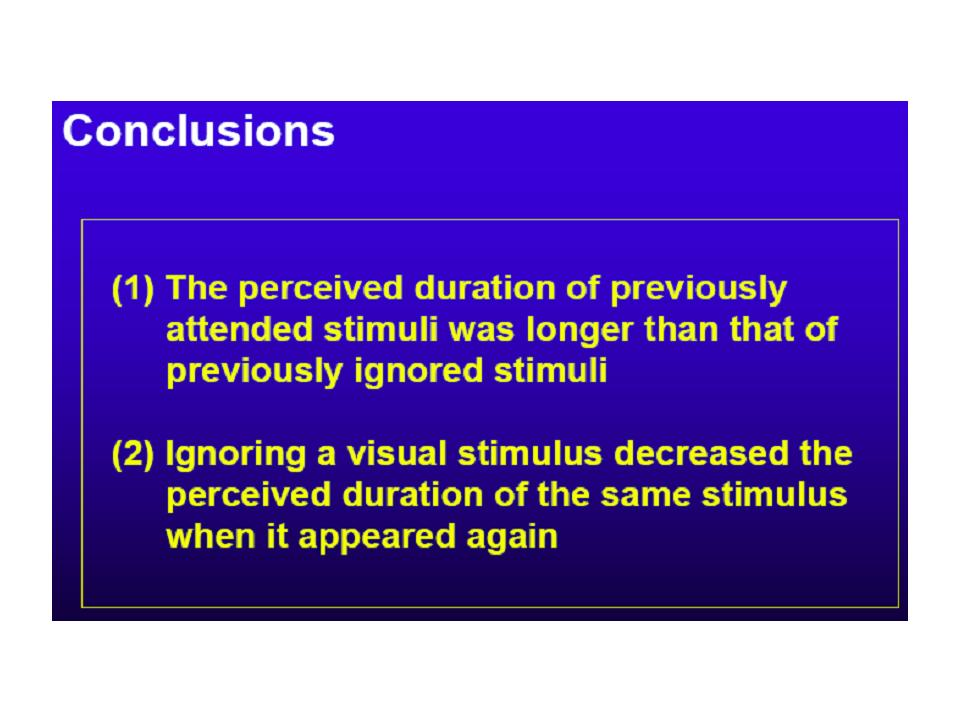 Conclusions
(1) The perceived duration of previously
attended stimuli was longer than that of
previously ignored stimuli
(2) Ignoring a visual stimulus decreased the
perceived duration of the same stimulus
when it appeared again